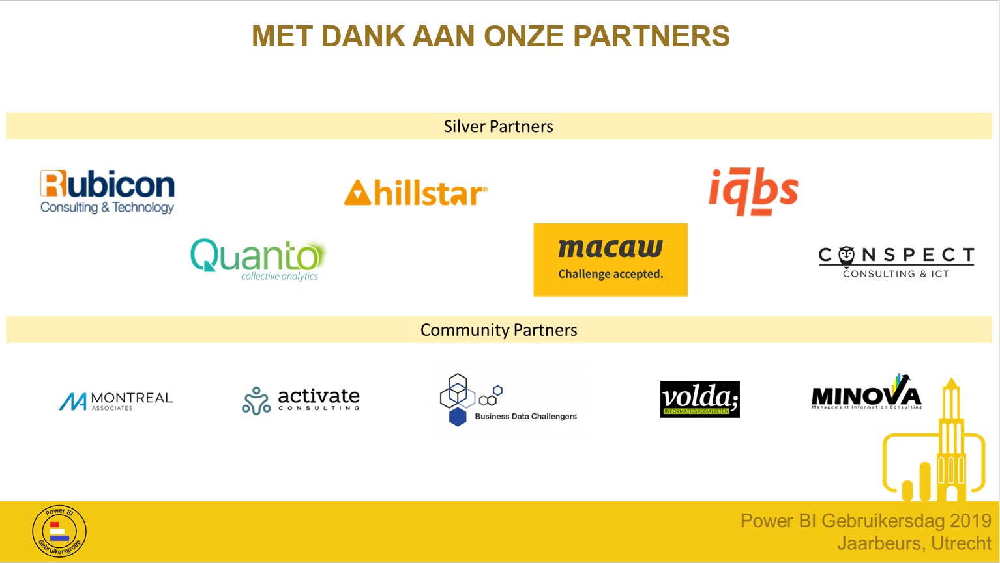 MET DANK AAN ONZE PARTNERS
Silver Partners
Rubicon
Consulting & Technology
hillstar®
iqbs
Quanto
collective analytics
macaw
Challenge accepted.
CONSPECT
CONSULTING & ICT
Community Partners
MONTREAL
ASSOCIATES
activate
CONSULTING
Business Data Challengers
volda;
INFORMATIESPECIALISTEN
MINOVA
Management Information Consulting
Power BI
Gebruikersgroep
Power BI Gebruikersdag 2019
Jaarbeurs, Utrecht